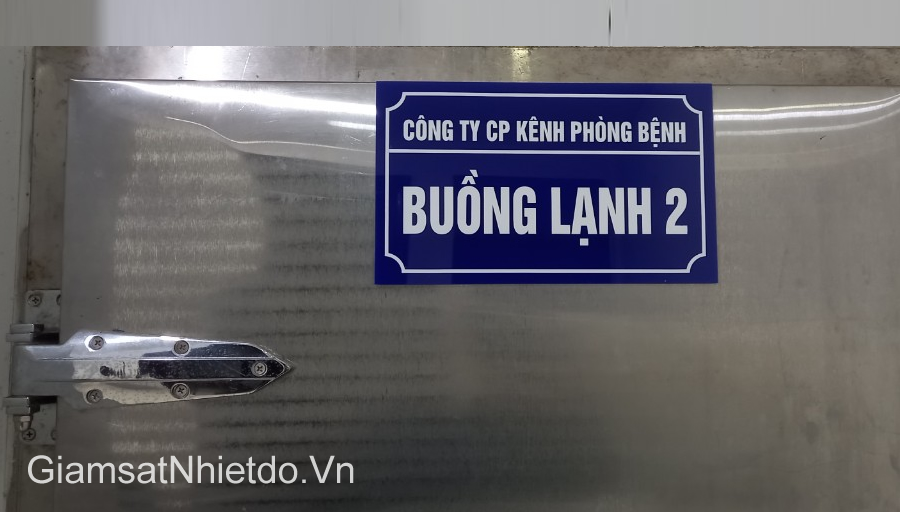 CÔNG TY CP KÊNH PHÒNG BỆNH
BUỒNG LẠNH 2
GiamsatNhietdo.Vn